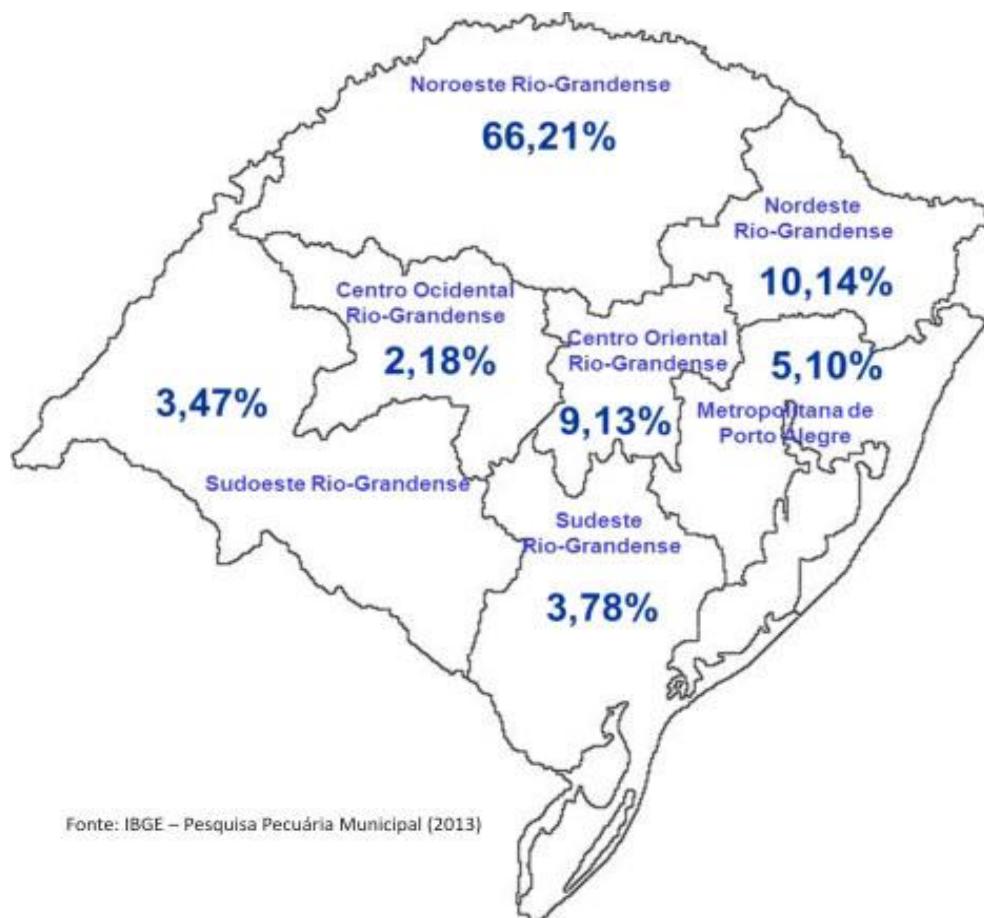 Noroeste Rio-Grandense
66,21%
Nordeste
Rio-Grandense
10,14%
Centro Ocidental
Rio-Grandense
2,18%
Centro Oriental
Rio-Grandense
9,13%
5,10%
Metropolitana de
Porto Alegre
3,47%
Sudoeste Rio-Grandense
Sudeste
Rio-Grandense
3,78%
Fonte: IBGE – Pesquisa Pecuária Municipal (2013)